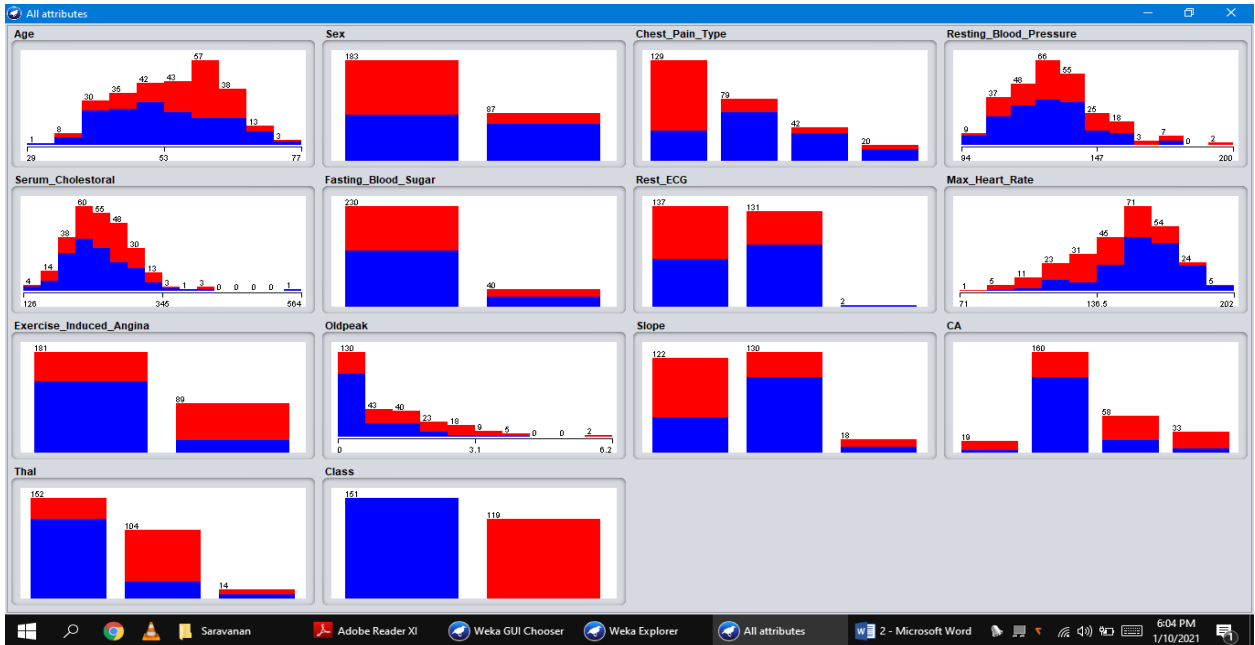 All attributes
Age Sex Chest_Pain_Type Resting_Blood_Pressure
1 8 30 35 42 43 57 38 13 3
29 53 77
183 87
129 79 42 20
9 37 48 66 55 25 18 3 7 0 2
94 147 200
Serum_Cholestoral Fasting_Blood_Sugar Rest_ECG Max_Heart_Rate
4 14 38 60 55 48 30 13 3 1 3 0 0 0 0 1
126 345 564
230 40
137 131 2
1 5 11 23 31 45 71 54 24 5
71 136.5 202
Exercise_Induced_Angina Oldpeak Slope CA
181 89
130 43 40 23 18 9 5 0 0 2
0 3.1 6.2
122 130 18
19 160 58 33
Thal Class
152 104 14
151 119
Saravanan Adobe Reader XI Weka GUI Chooser Weka Explorer All attributes 2 - Microsoft Word 6:04 PM
1/10/2021